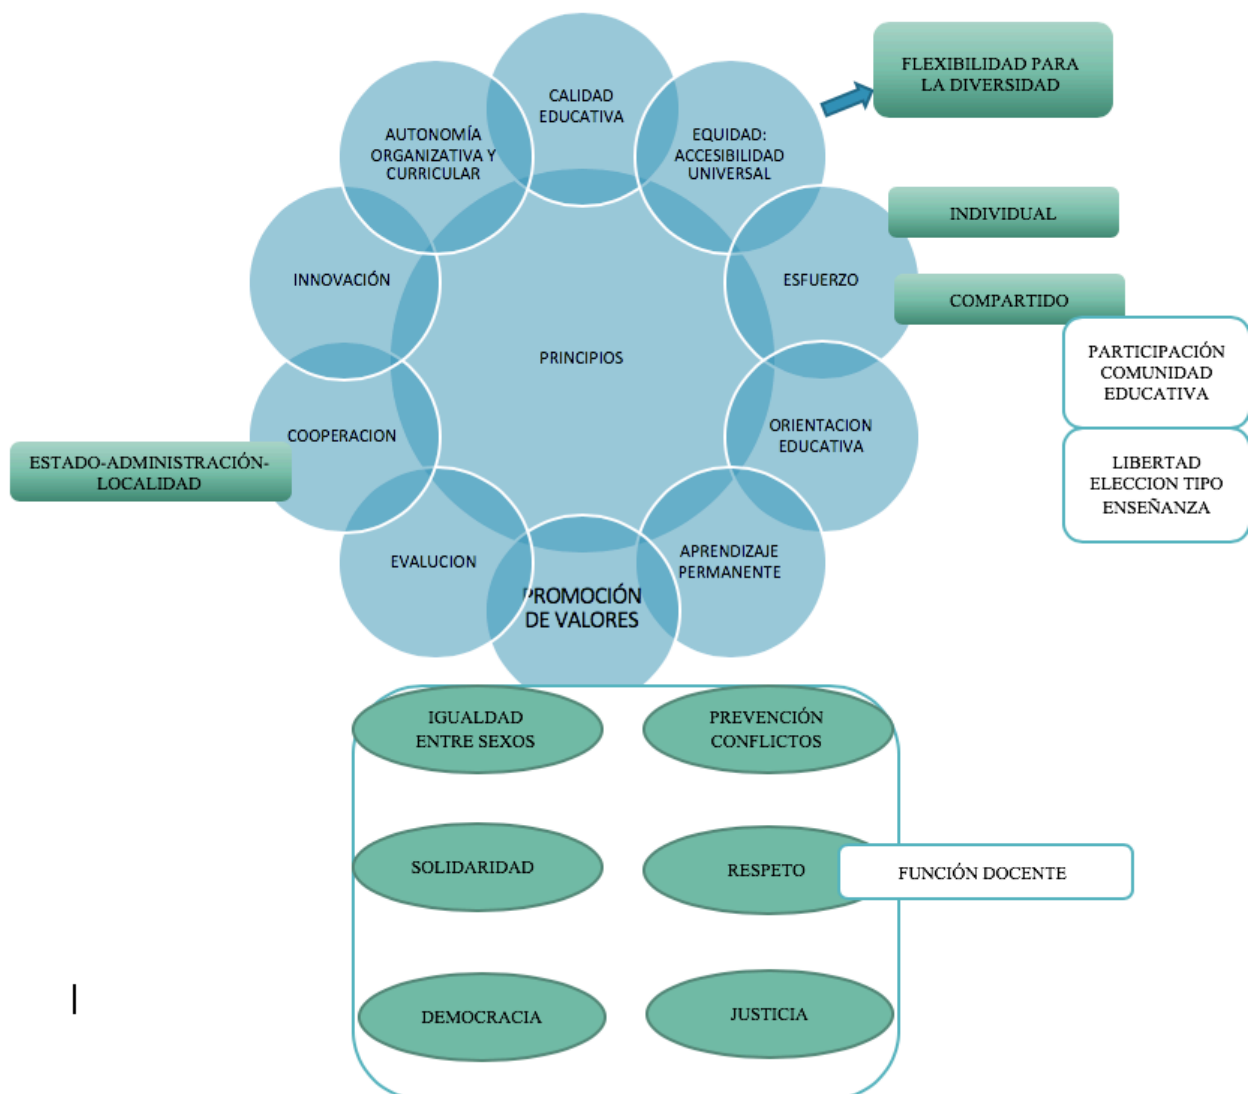 CALIDAD
EDUCATIVA
EQUIDAD:
ACCESIBILIDAD
UNIVERSAL
FLEXIBILIDAD PARA
LA DIVERSIDAD
AUTONOMÍA
ORGANIZATIVA Y
CURRICULAR
INDIVIDUAL
ESFUERZO
COMPARTIDO
INNOVACIÓN
PRINCIPIOS
PARTICIPACIÓN
COMUNIDAD
EDUCATIVA
COOPERACION
ORIENTACION
EDUCATIVA
LIBERTAD
ELECCION TIPO
ENSEÑANZA
ESTADO-ADMINISTRACIÓN-
LOCALIDAD
EVALUCION
APRENDIZAJE
PERMANENTE
PROMOCIÓN
DE VALORES
IGUALDAD
ENTRE SEXOS
PREVENCIÓN
CONFLICTOS
SOLIDARIDAD
RESPETO
FUNCIÓN DOCENTE
DEMOCRACIA
JUSTICIA